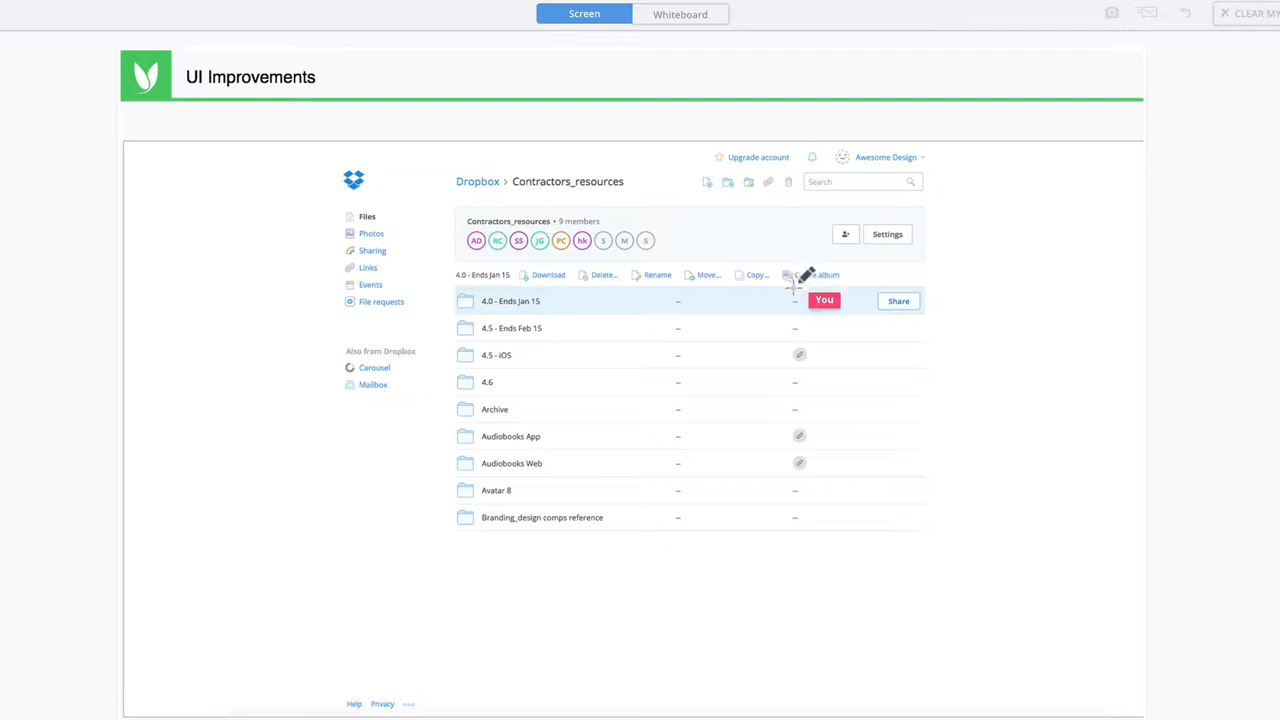 Screen Whiteboard CLEAR MY
UI Improvements
Upgrade account Awesome Design
Dropbox > Contractors_resources Search
Files
Photos
Sharing
Links
Events
File requests
Also from Dropbox
Carousel
Mailbox
Contractors_resources • 9 members
AD RC SS JG PC hk S M S
Settings
4.0 - Ends Jan 15 Download Delete... Rename Move... Copy... album
4.0 - Ends Jan 15 -- -- You Share
4.5 - Ends Feb 15 -- --
4.5 - iOS --
4.6 -- --
Archive -- --
Audiobooks App --
Audiobooks Web --
Avatar 8 -- --
Branding_design comps reference -- --
Help Privacy